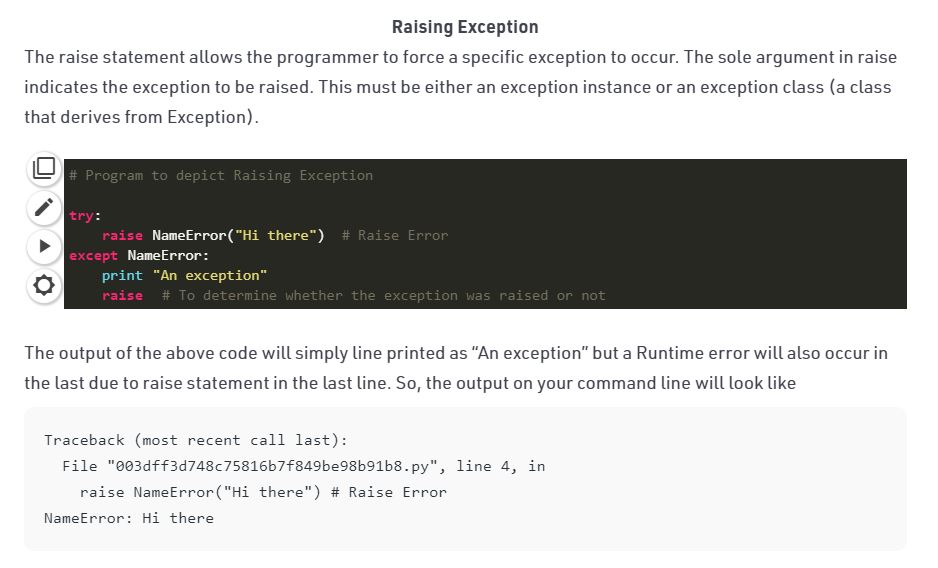 Raising Exception
The raise statement allows the programmer to force a specific exception to occur. The sole argument in raise
indicates the exception to be raised. This must be either an exception instance or an exception class (a class
that derives from Exception).
# Program to depict Raising Exception
try:
    raise NameError("Hi there")  # Raise Error
except NameError:
    print "An exception"
    raise  # To determine whether the exception was raised or not
The output of the above code will simply line printed as “An exception” but a Runtime error will also occur in
the last due to raise statement in the last line. So, the output on your command line will look like
Traceback (most recent call last):
  File "003dff3d748c75816b7f849be98b91b8.py", line 4, in
    raise NameError("Hi there") # Raise Error
NameError: Hi there